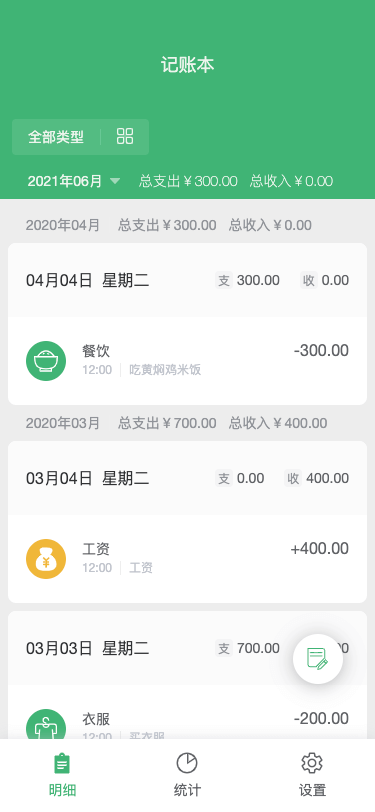 记账本
全部类型
2021年06月 总支出￥300.00 总收入￥0.00
2020年04月 总支出￥300.00 总收入￥0.00
04月04日 星期二 支 300.00 收 0.00
餐饮 -300.00
12:00 吃黄焖鸡米饭
2020年03月 总支出￥700.00 总收入￥400.00
03月04日 星期二 支 0.00 收 400.00
工资 +400.00
12:00 工资
03月03日 星期二 支 700.00
衣服 -200.00
12:00 买衣服
明细 统计 设置